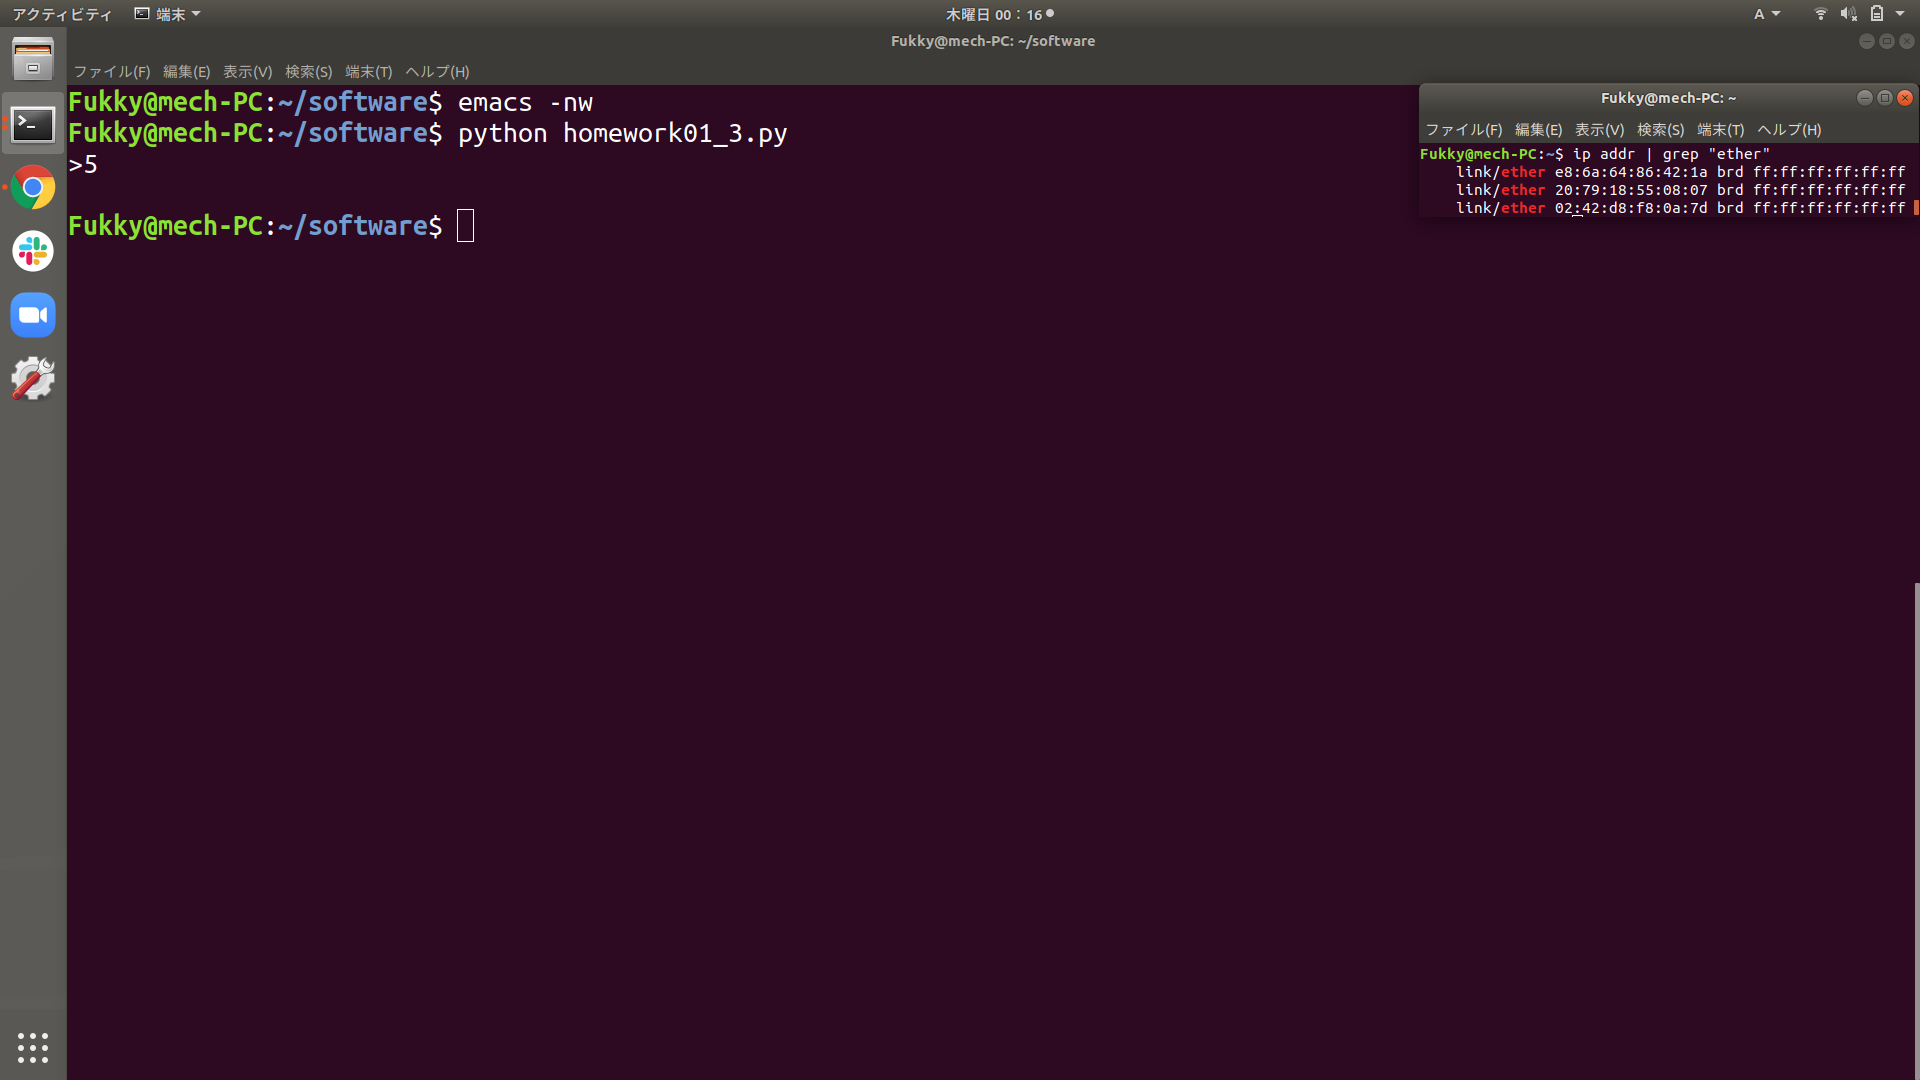 アクティビティ 端末 木曜日 00:16 A
Fukky@mech-PC: ~/software
ファイル(F) 編集(E) 表示(V) 検索(S) 端末(T) ヘルプ(H)
Fukky@mech-PC:~/software$ emacs -nw
Fukky@mech-PC:~/software$ python homework01_3.py
>5
Fukky@mech-PC:~/software$
Fukky@mech-PC: ~
ファイル(F) 編集(E) 表示(V) 検索(S) 端末(T) ヘルプ(H)
Fukky@mech-PC:~$ ip addr | grep "ether"
link/ether e8:6a:64:86:42:1a brd ff:ff:ff:ff:ff:ff
link/ether 20:79:18:55:08:07 brd ff:ff:ff:ff:ff:ff
link/ether 02:42:d8:f8:0a:7d brd ff:ff:ff:ff:ff:ff